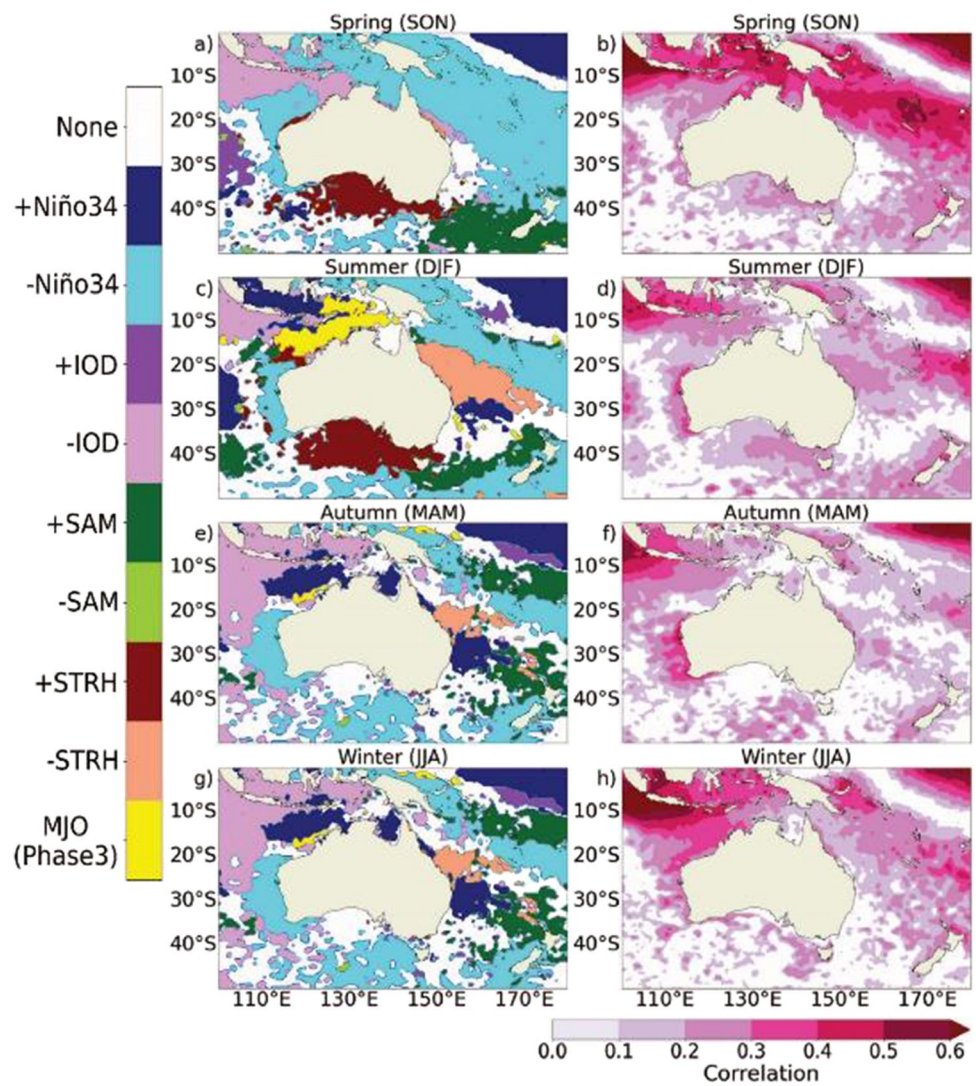 Spring (SON)
Spring (SON)
a)
b)
10°S
10°S
20°S
20°S
30°S
30°S
40°S
40°S
Summer (DJF)
Summer (DJF)
c)
d)
10°S
10°S
20°S
20°S
30°S
30°S
40°S
40°S
Autumn (MAM)
Autumn (MAM)
e)
f)
10°S
10°S
20°S
20°S
30°S
30°S
40°S
40°S
Winter (JJA)
Winter (JJA)
g)
h)
10°S
10°S
20°S
20°S
30°S
30°S
40°S
40°S
110°E 130°E 150°E 170°E
110°E 130°E 150°E 170°E
None
+Niño34
-Niño34
+IOD
-IOD
+SAM
-SAM
+STRH
-STRH
MJO
(Phase3)
0.0 0.1 0.2 0.3 0.4 0.5 0.6
Correlation